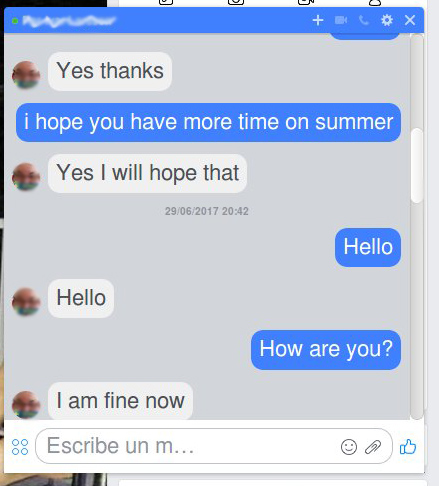 Yes thanks
i hope you have more time on summer
Yes I will hope that
29/06/2017 20:42
Hello
Hello
How are you?
I am fine now
Escribe un m...